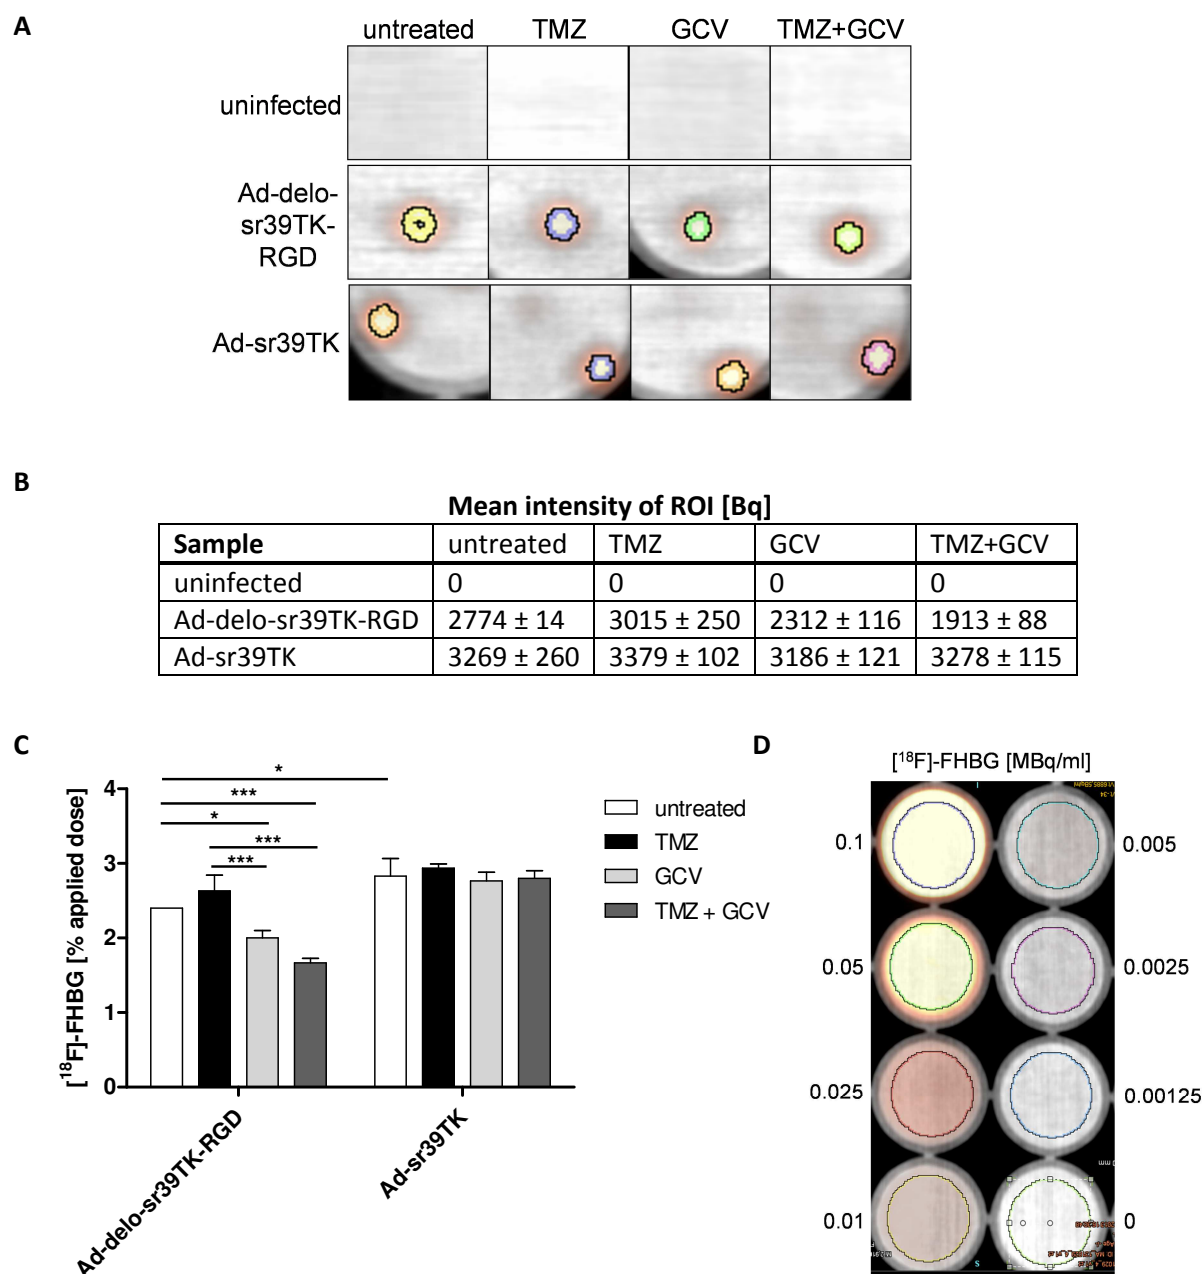 A
untreated TMZ GCV TMZ+GCV
uninfected
Ad-delo-
sr39TK-
RGD
Ad-sr39TK
B
Mean intensity of ROI [Bq]
Sample untreated TMZ GCV TMZ+GCV
uninfected 0 0 0 0
Ad-delo-sr39TK-RGD 2774 ± 14 3015 ± 250 2312 ± 116 1913 ± 88
Ad-sr39TK 3269 ± 260 3379 ± 102 3186 ± 121 3278 ± 115
C
[18F]-FHBG [% applied dose]
4
3
2
1
0
*
***
*
***
***
untreated
TMZ
GCV
TMZ + GCV
Ad-delo-sr39TK-RGD
Ad-sr39TK
D
[18F]-FHBG [MBq/ml]
0.1 0.005
0.05 0.0025
0.025 0.00125
0.01 0